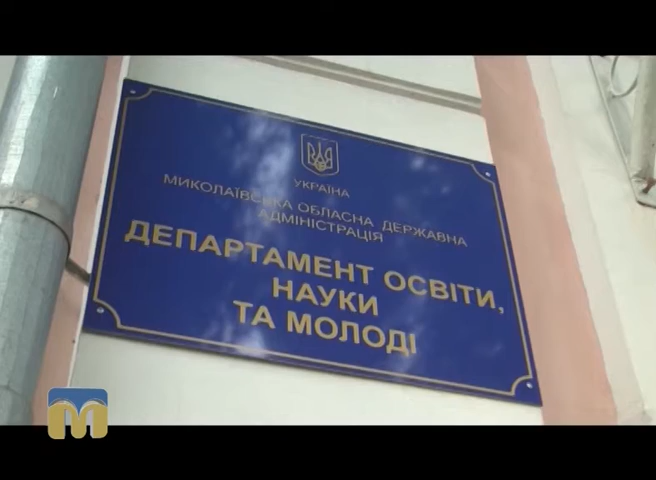 УКРАЇНА
МИКОЛАЇВСЬКА ОБЛАСНА ДЕРЖАВНА
АДМІНІСТРАЦІЯ
ДЕПАРТАМЕНТ ОСВІТИ,
НАУКИ
ТА МОЛОДІ
М